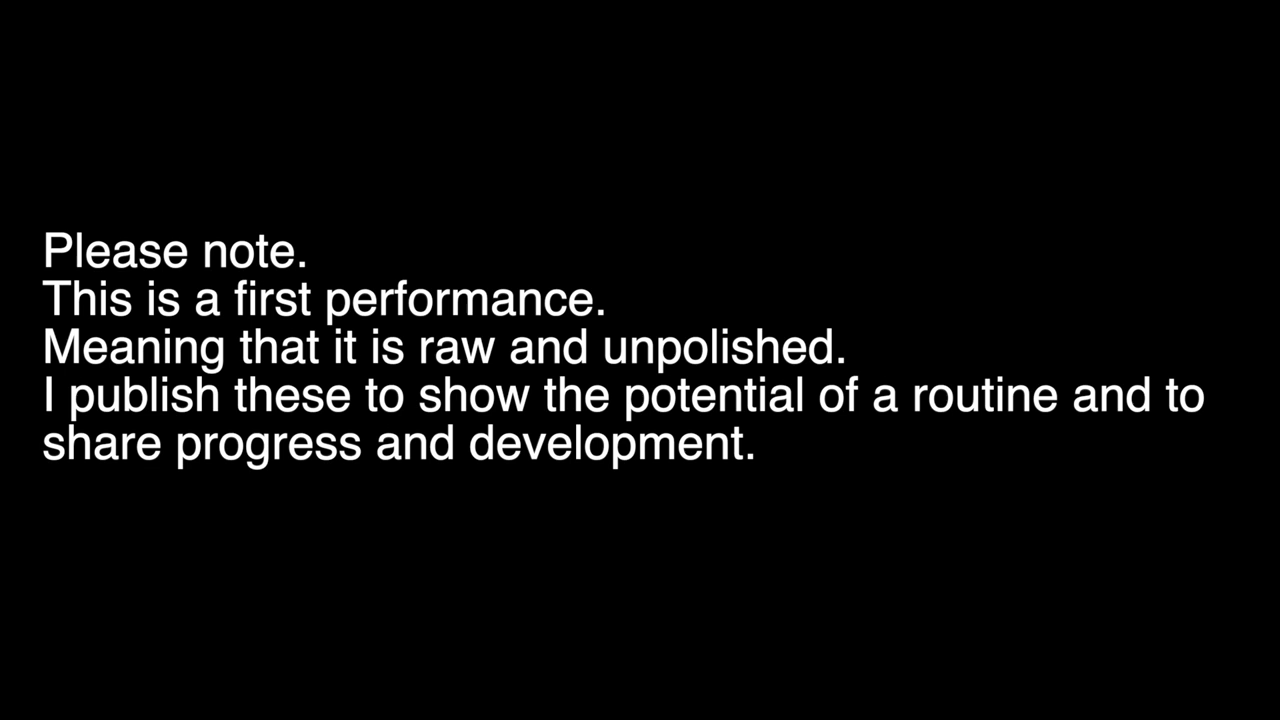 Please note.
This is a first performance.
Meaning that it is raw and unpolished.
I publish these to show the potential of a routine and to
share progress and development.